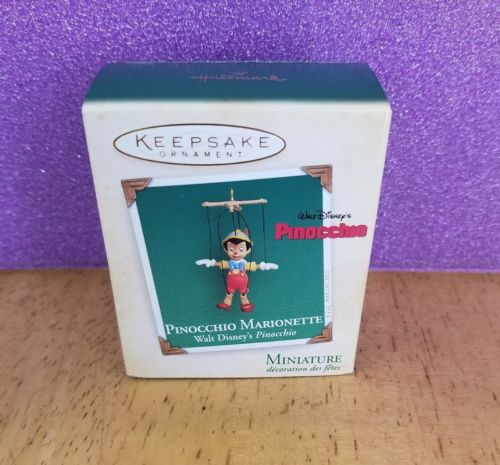 Hallmark
KEEPSAKE
ORNAMENT
Walt Disney's
Pinocchio
PINOCCHIO MARIONETTE
Walt Disney's Pinocchio
MINIATURE
décoration des fêtes